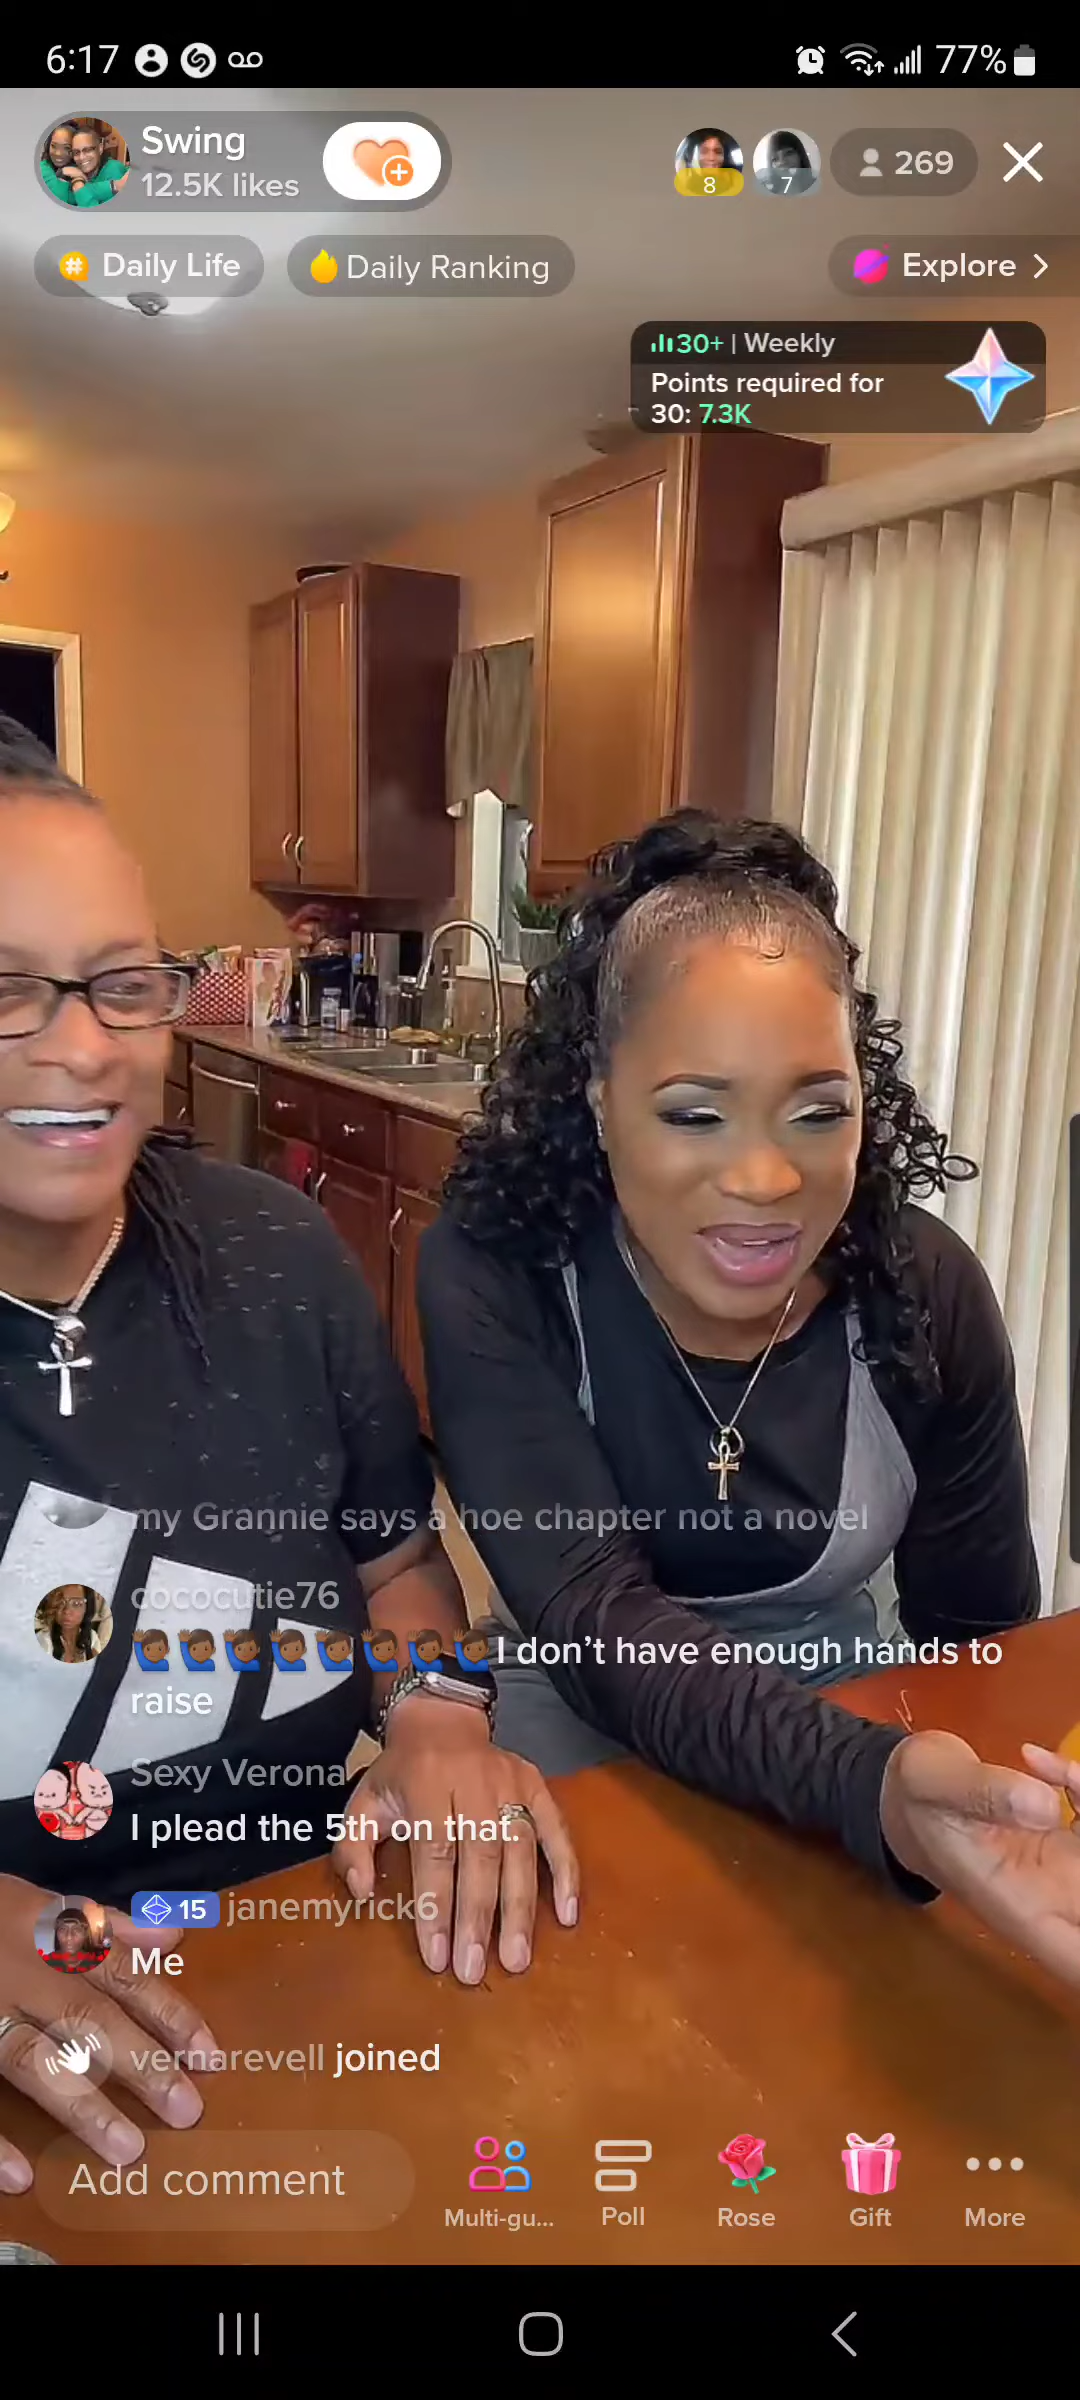 6:17
77%
Swing
12.5K likes
8
7
269
Daily Life
Daily Ranking
Explore
30+ | Weekly
Points required for
30: 7.3K
my Grannie says a hoe chapter not a novel
cococutie76
I don’t have enough hands to
raise
Sexy Verona
I plead the 5th on that.
15 janemyrick6
Me
vernarevell joined
Add comment
Multi-gu...
Poll
Rose
Gift
More